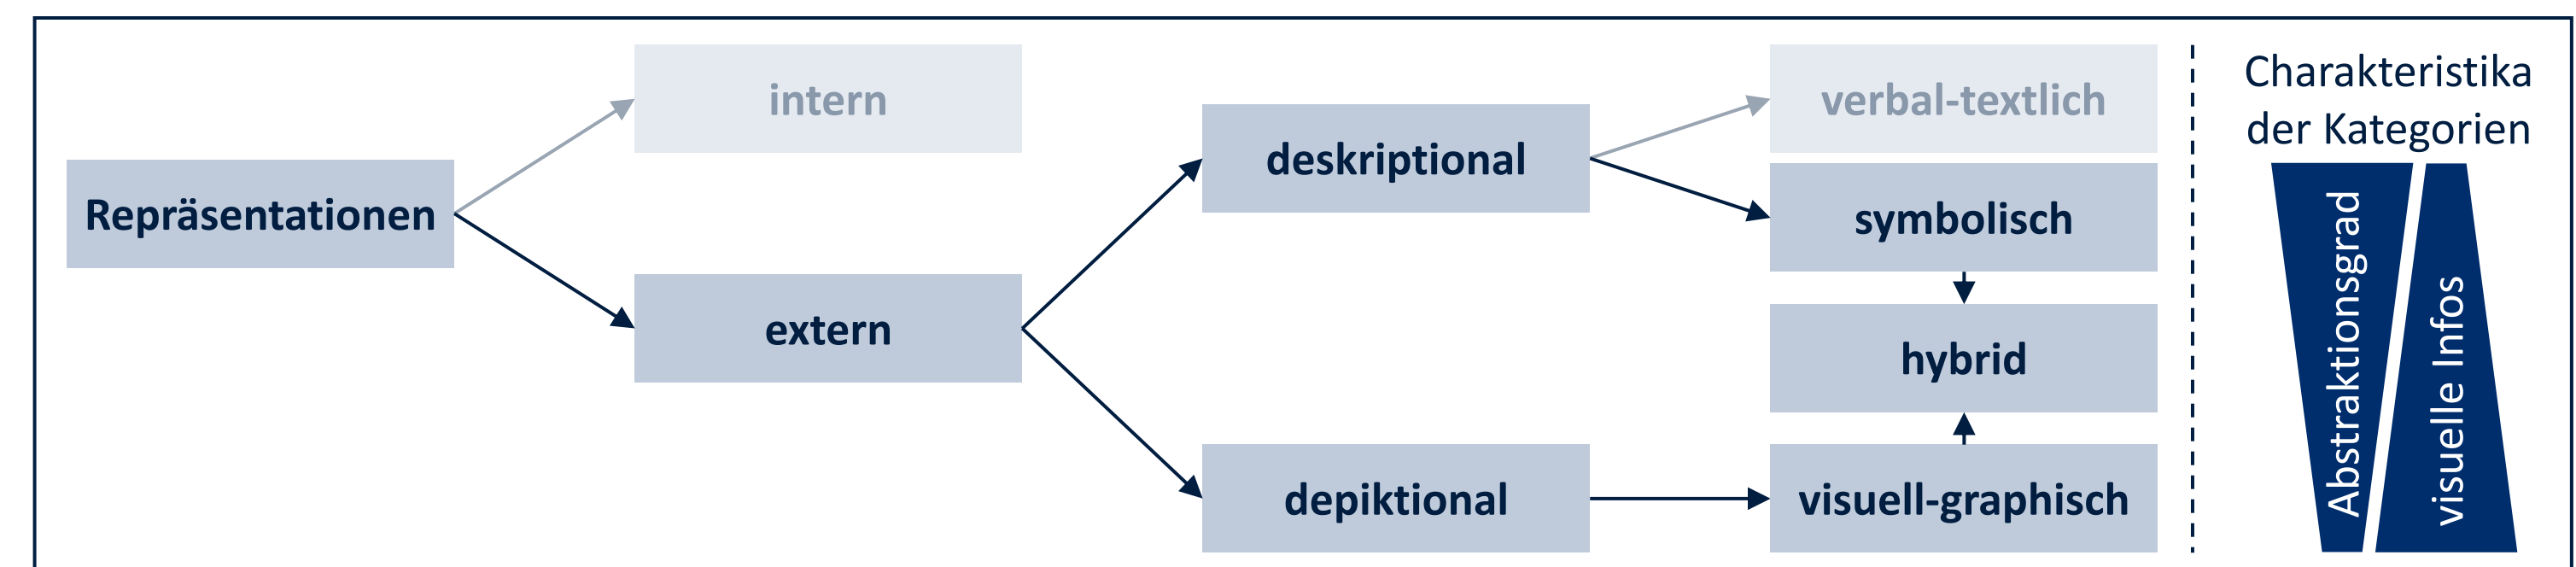 Repräsentationen
intern
extern
deskriptional
depiktional
verbal-textlich
symbolisch
hybrid
visuell-graphisch
Charakteristika
der Kategorien
Abstraktionsgrad
visuelle Infos